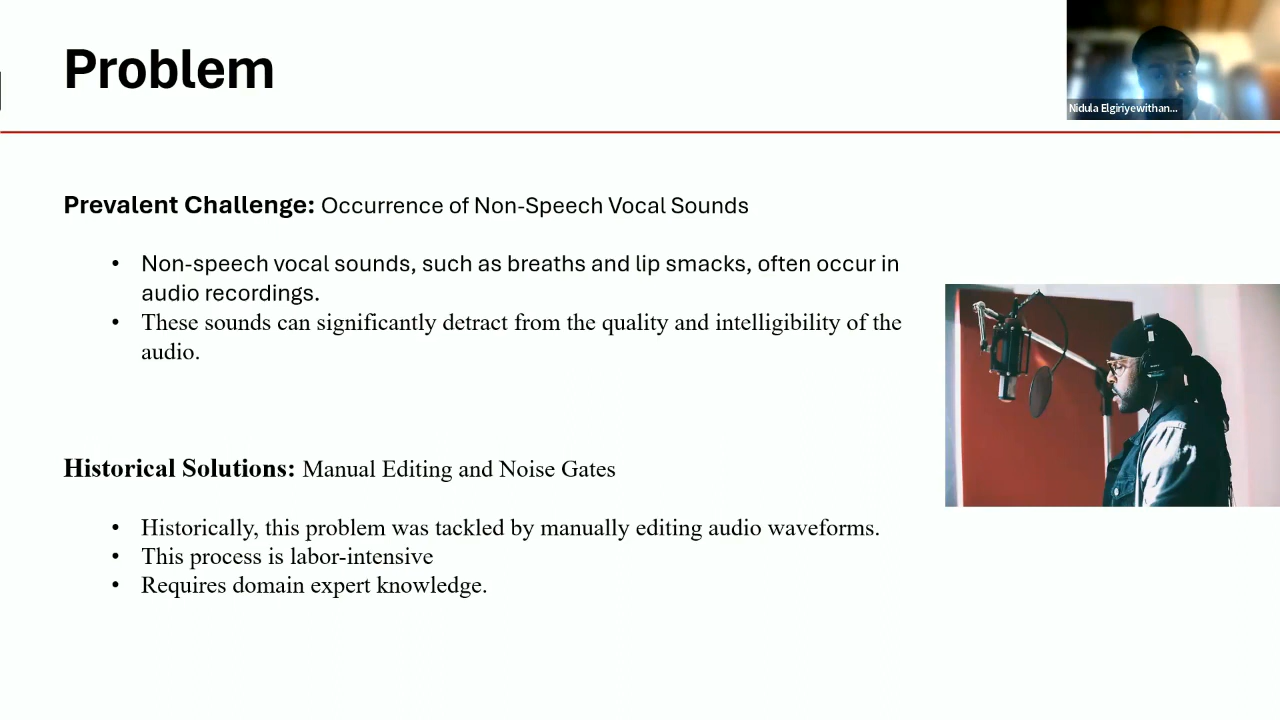 Problem
Nidula Elgiriyewithan...
Prevalent Challenge: Occurrence of Non-Speech Vocal Sounds
• Non-speech vocal sounds, such as breaths and lip smacks, often occur in
audio recordings.
• These sounds can significantly detract from the quality and intelligibility of the
audio.
Historical Solutions: Manual Editing and Noise Gates
• Historically, this problem was tackled by manually editing audio waveforms.
• This process is labor-intensive
• Requires domain expert knowledge.